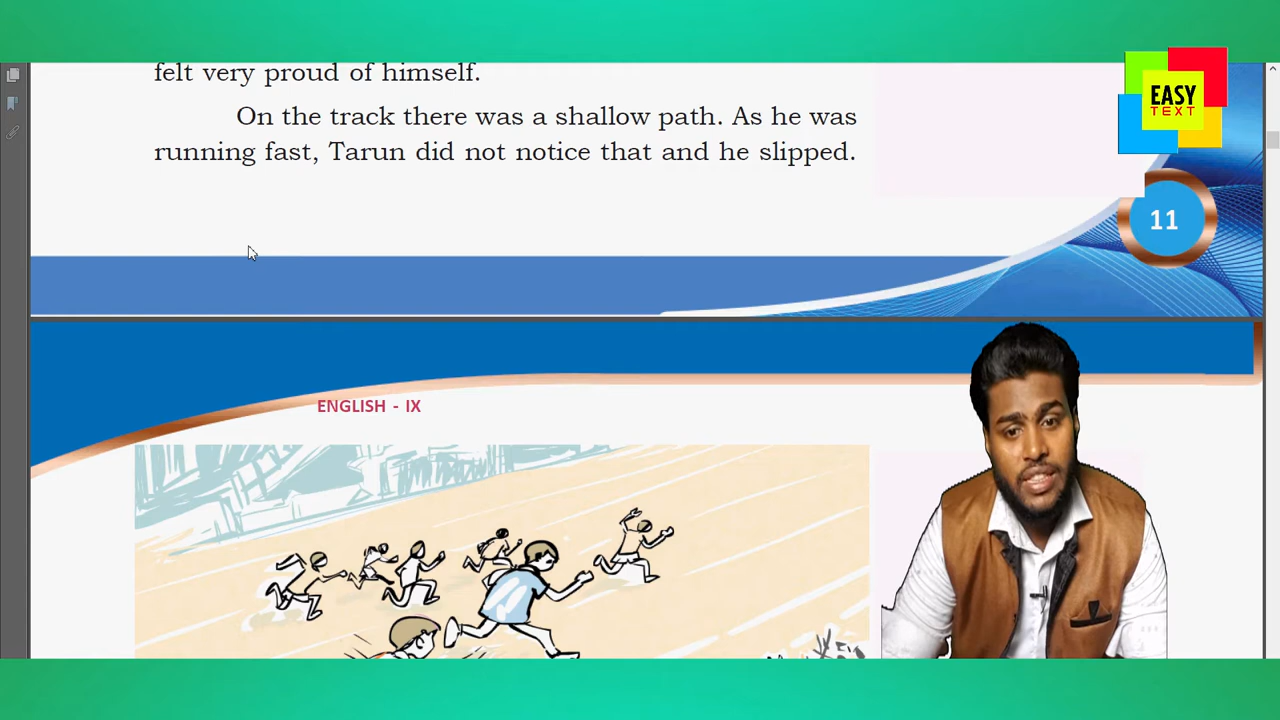 felt very proud of himself.
On the track there was a shallow path. As he was
running fast, Tarun did not notice that and he slipped.
EASY
TEXT
11
ENGLISH - IX